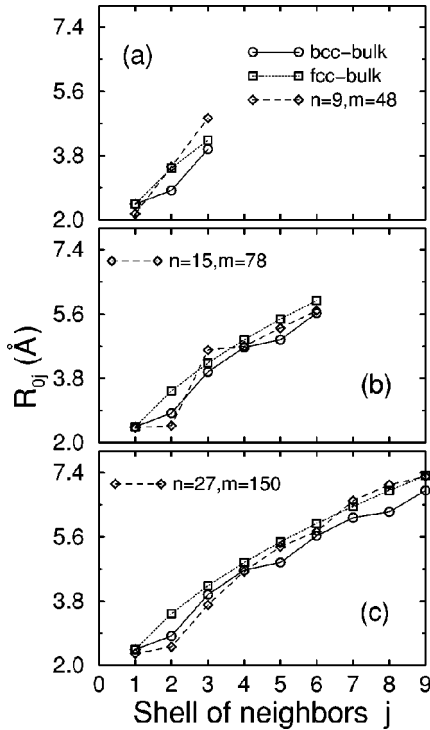 7.4
(a)
bcc-bulk
fcc-bulk
5.6
n=9,m=48
3.8
2.0
7.4
n=15,m=78
5.6
R0j (Å)
3.8
(b)
2.0
7.4
n=27,m=150
5.6
3.8
(c)
2.0
0 1 2 3 4 5 6 7 8 9
Shell of neighbors j